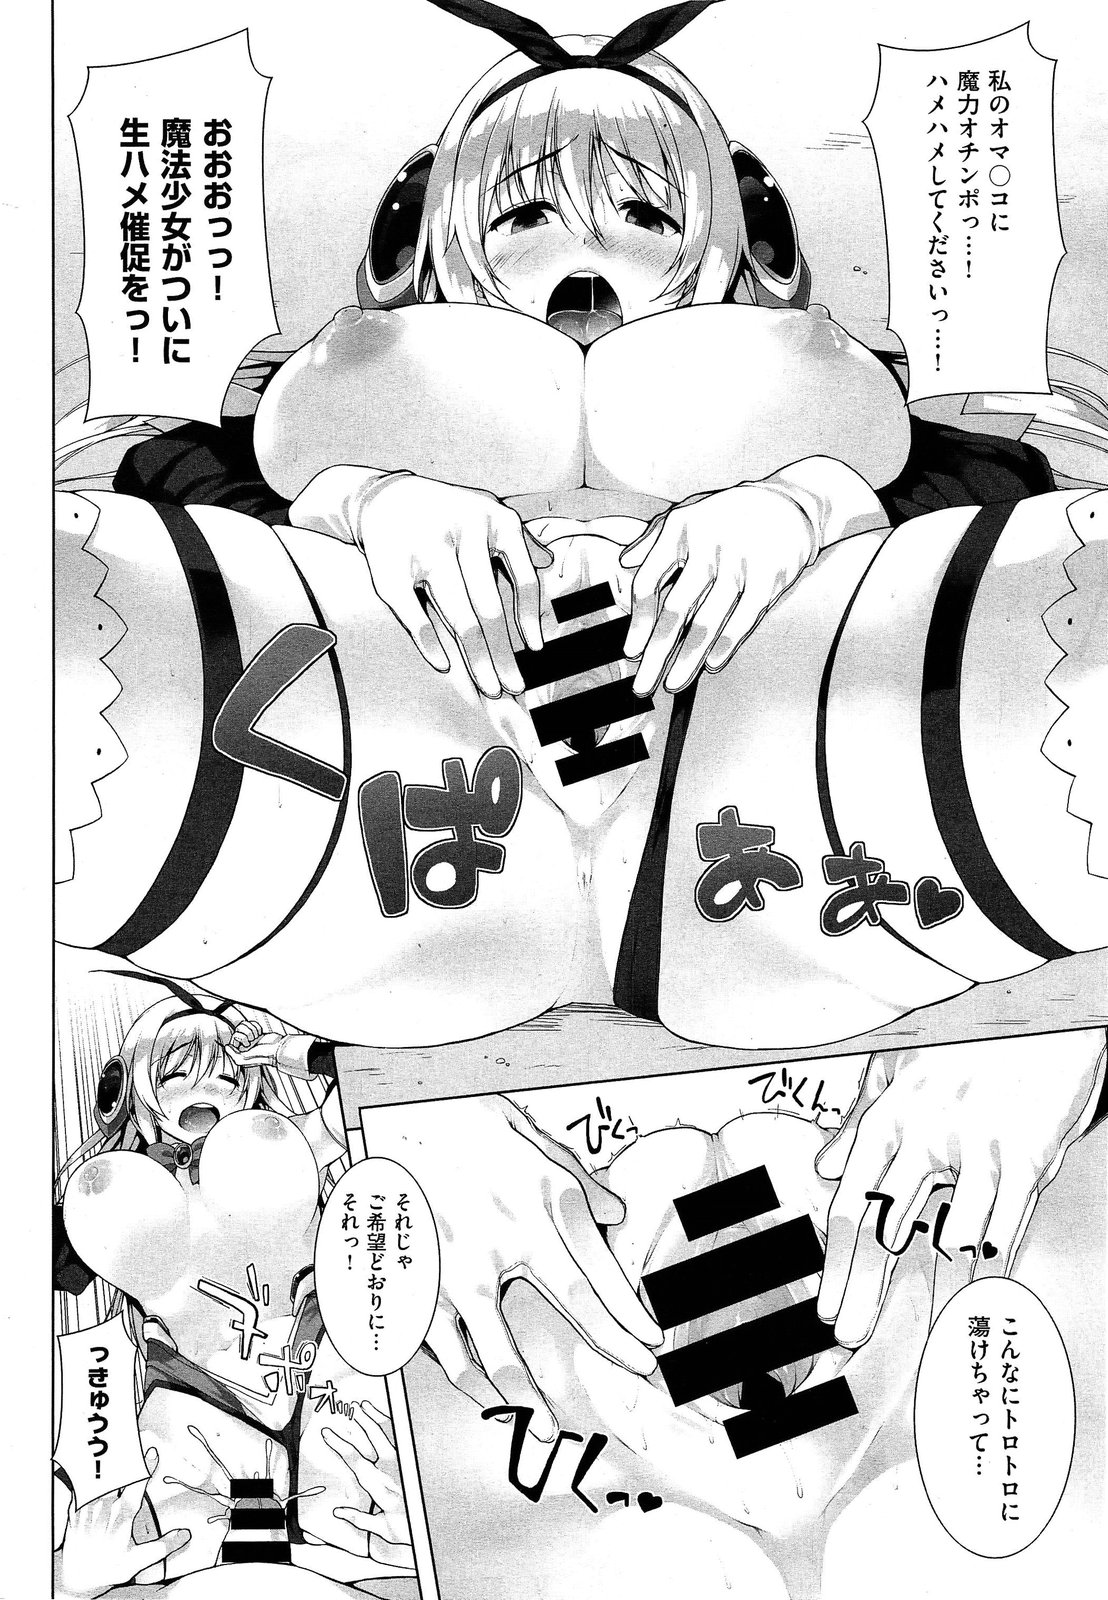 私のオマ〇コに
魔力オチンポっ…！
ハメハメしてくださいっ…！
おおおっっ！
魔法少女がついに
生ハメ催促をっ！
くぱぁぁ♥
びくんっ
びくっ
びくっ♥
びくっ♥
こんなにトロトロに
蕩けちゃって…
それじゃ
ご希望どおりに…
それっ！
ズポォォ
っきゅうう！